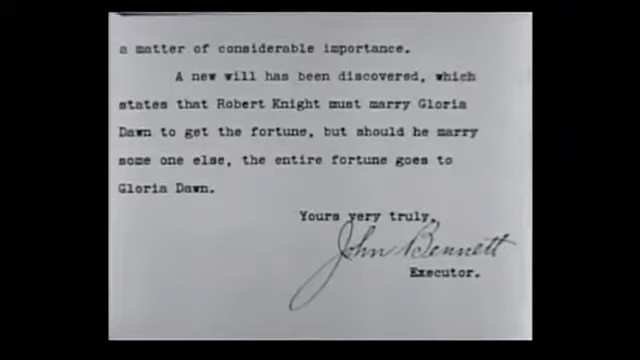 a matter of considerable importance.
A new will has been discovered, which
states that Robert Knight must marry Gloria
Dawn to get the fortune, but should he marry
some one else, the entire fortune goes to
Gloria Dawn.
Yours very truly,
John Bennett
Executor.